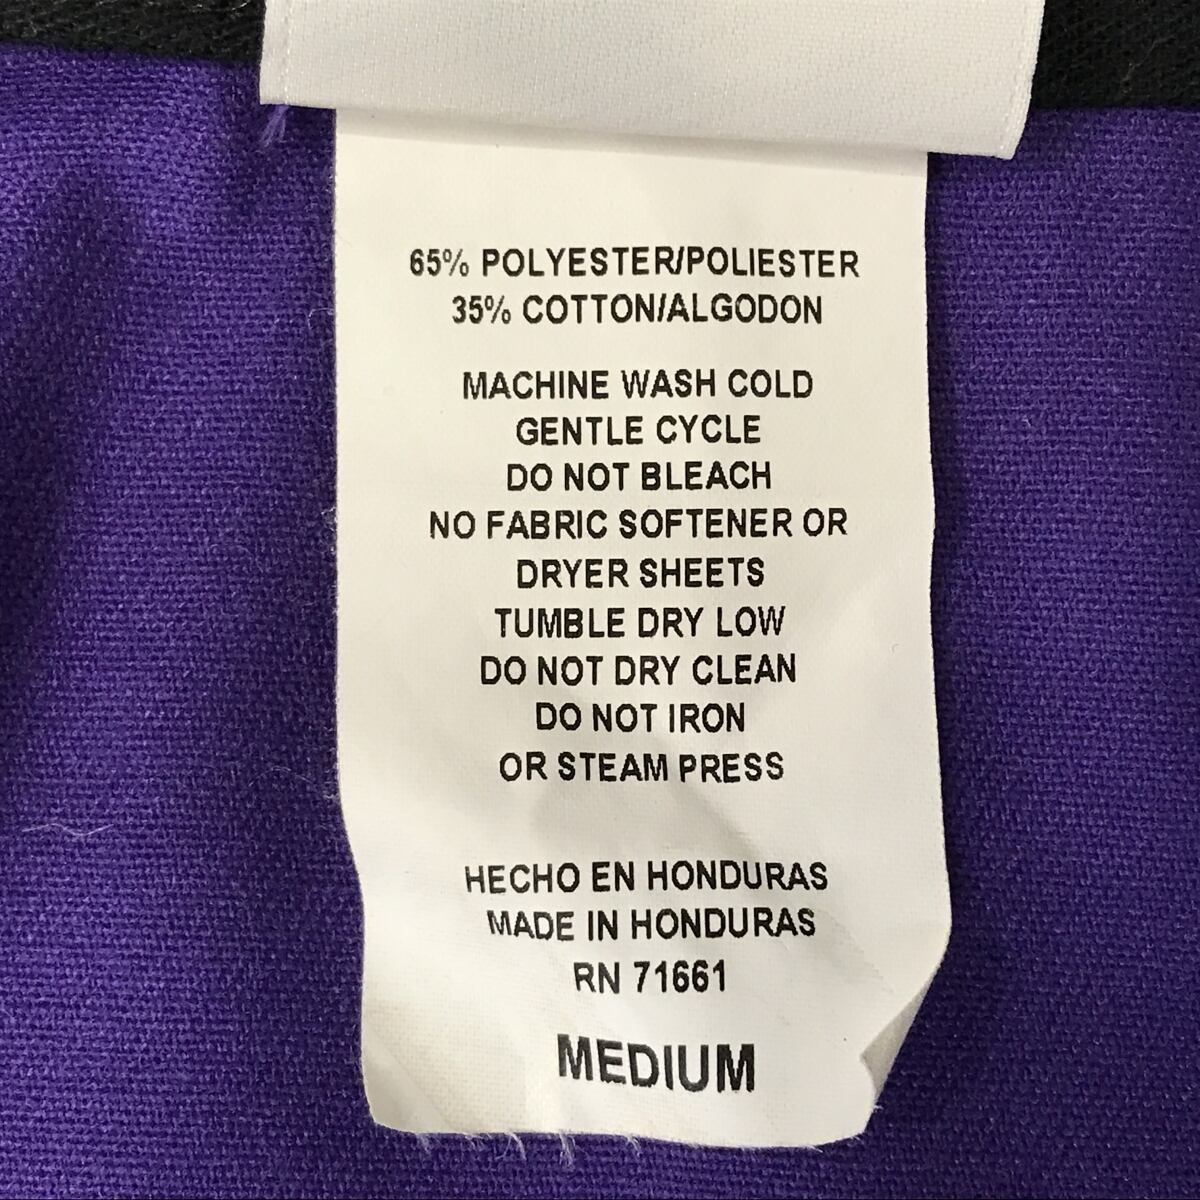 65% POLYESTER/POLIESTER
35% COTTON/ALGODON
MACHINE WASH COLD
GENTLE CYCLE
DO NOT BLEACH
NO FABRIC SOFTENER OR
DRYER SHEETS
TUMBLE DRY LOW
DO NOT DRY CLEAN
DO NOT IRON
OR STEAM PRESS
HECHO EN HONDURAS
MADE IN HONDURAS
RN 71661
MEDIUM